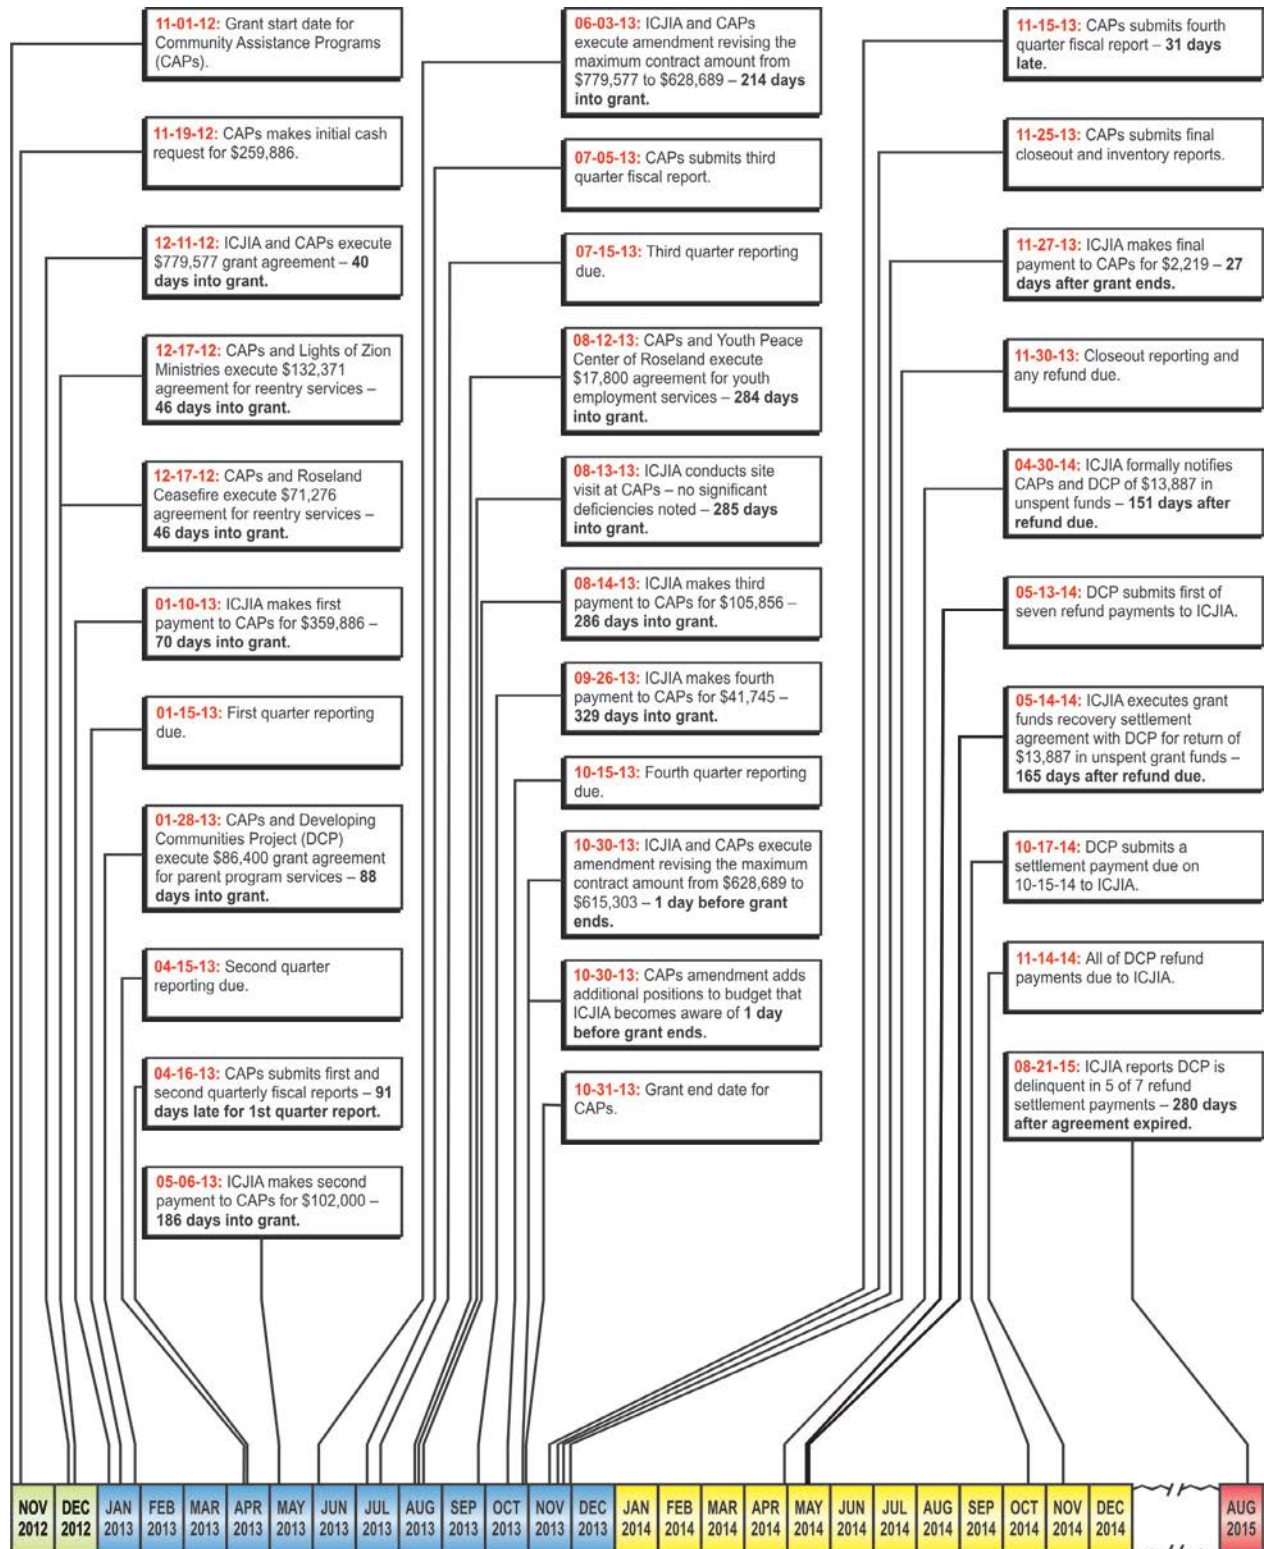 11-01-12: Grant start date for
Community Assistance Programs
(CAPs).
11-19-12: CAPs makes initial cash
request for $259,886.
12-11-12: ICJIA and CAPs execute
$779,577 grant agreement – 40
days into grant.
12-17-12: CAPs and Lights of Zion
Ministries execute $132,371
agreement for reentry services –
46 days into grant.
12-17-12: CAPs and Roseland
Ceasefire execute $71,276
agreement for reentry services –
46 days into grant.
01-10-13: ICJIA makes first
payment to CAPs for $359,886 –
70 days into grant.
01-15-13: First quarter reporting
due.
01-28-13: CAPs and Developing
Communities Project (DCP)
execute $86,400 grant agreement
for parent program services – 88
days into grant.
04-15-13: Second quarter
reporting due.
04-16-13: CAPs submits first and
second quarterly fiscal reports – 91
days late for 1st quarter report.
05-06-13: ICJIA makes second
payment to CAPs for $102,000 –
186 days into grant.
06-03-13: ICJIA and CAPs
execute amendment revising the
maximum contract amount from
$779,577 to $628,689 – 214 days
into grant.
07-05-13: CAPs submits third
quarter fiscal report.
07-15-13: Third quarter reporting
due.
08-12-13: CAPs and Youth Peace
Center of Roseland execute
$17,800 agreement for youth
employment services – 284 days
into grant.
08-13-13: ICJIA conducts site
visit at CAPs – no significant
deficiencies noted – 285 days
into grant.
08-14-13: ICJIA makes third
payment to CAPs for $105,856 –
286 days into grant.
09-26-13: ICJIA makes fourth
payment to CAPs for $41,745 –
329 days into grant.
10-15-13: Fourth quarter reporting
due.
10-30-13: ICJIA and CAPs execute
amendment revising the maximum
contract amount from $628,689 to
$615,303 – 1 day before grant
ends.
10-30-13: CAPs amendment adds
additional positions to budget that
ICJIA becomes aware of 1 day
before grant ends.
10-31-13: Grant end date for
CAPs.
11-15-13: CAPs submits fourth
quarter fiscal report – 31 days
late.
11-25-13: CAPs submits final
closeout and inventory reports.
11-27-13: ICJIA makes final
payment to CAPs for $2,219 – 27
days after grant ends.
11-30-13: Closeout reporting and
any refund due.
04-30-14: ICJIA formally notifies
CAPs and DCP of $13,887 in
unspent funds – 151 days after
refund due.
05-13-14: DCP submits first of
seven refund payments to ICJIA.
05-14-14: ICJIA executes grant
funds recovery settlement
agreement with DCP for return of
$13,887 in unspent grant funds –
165 days after refund due.
10-17-14: DCP submits a
settlement payment due on
10-15-14 to ICJIA.
11-14-14: All of DCP refund
payments due to ICJIA.
08-21-15: ICJIA reports DCP is
delinquent in 5 of 7 refund
settlement payments – 280 days
after agreement expired.
NOV DEC JAN FEB MAR APR MAY JUN JUL AUG SEP OCT NOV DEC JAN FEB MAR APR MAY JUN JUL AUG SEP OCT NOV DEC AUG
2012 2012 2013 2013 2013 2013 2013 2013 2013 2013 2013 2013 2013 2013 2014 2014 2014 2014 2014 2014 2014 2014 2014 2014 2014 2014 2015